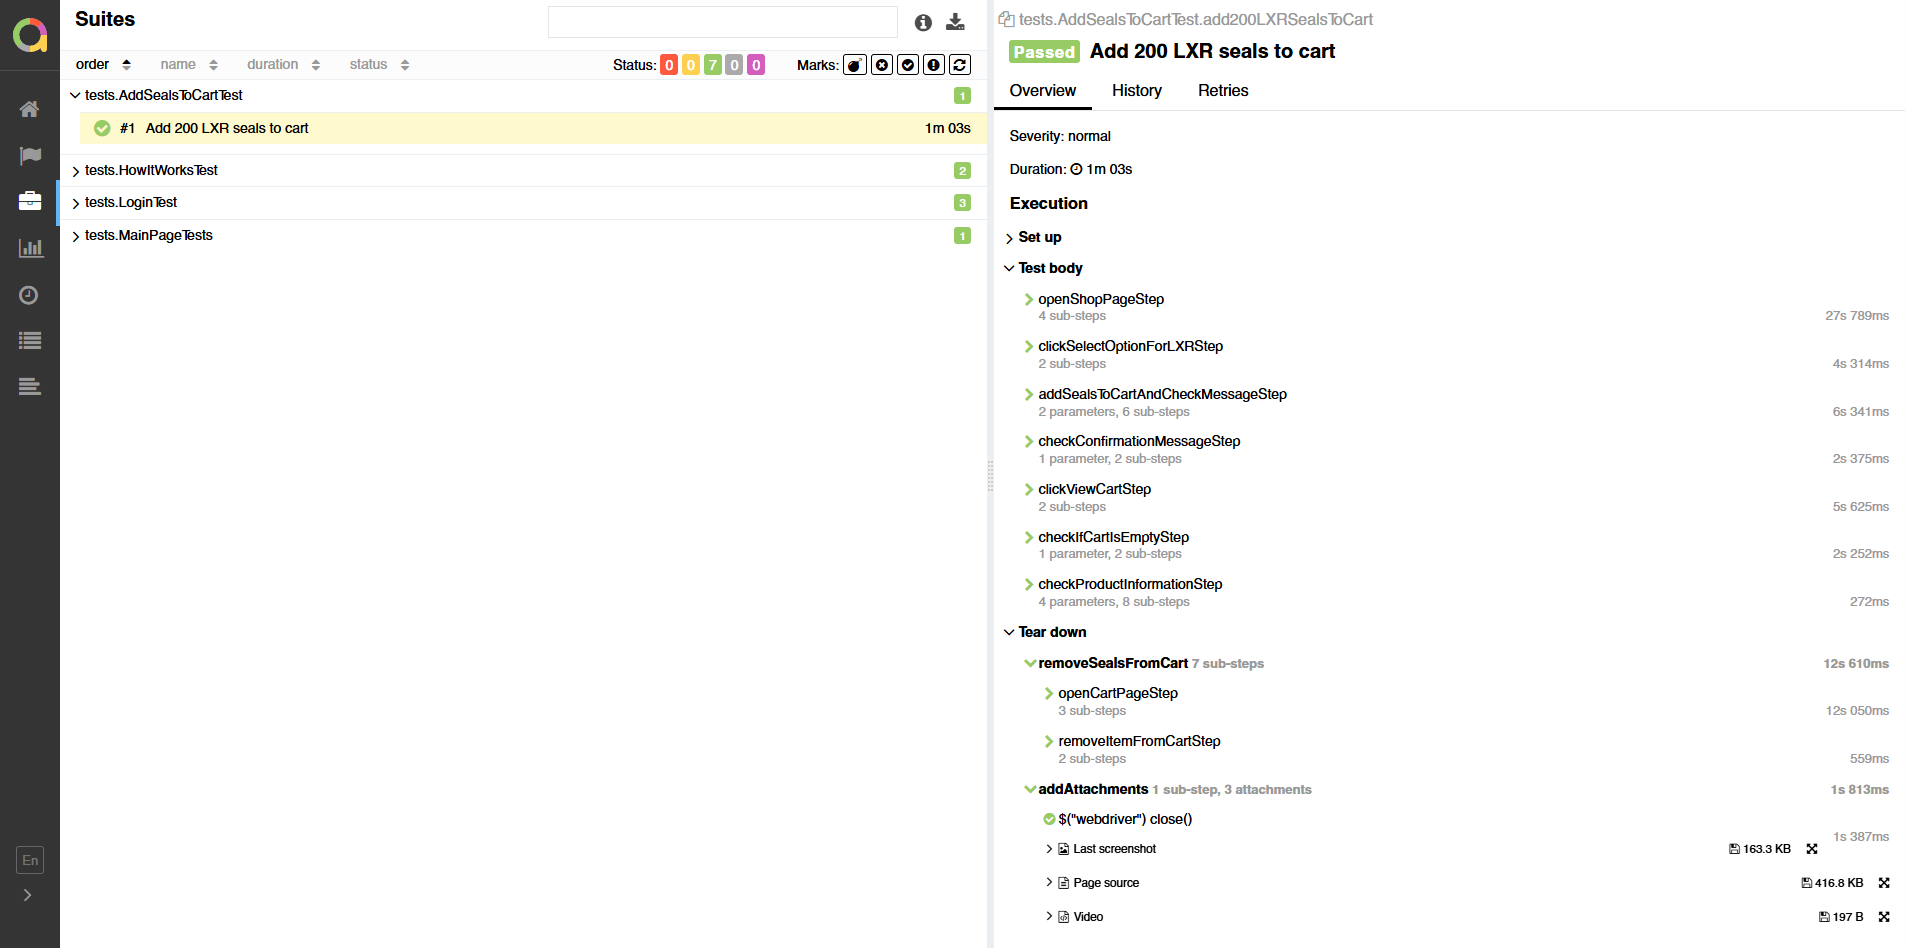 Suites
order name duration status Status: 0 0 7 0 0 Marks:
tests.AddSealsToCartTest 1
#1 Add 200 LXR seals to cart 1m 03s
tests.HowItWorksTest 2
tests.LoginTest 3
tests.MainPageTests 1
En
tests.AddSealsToCartTest.add200LXRSealsToCart
Passed Add 200 LXR seals to cart
Overview History Retries
Severity: normal
Duration: 1m 03s
Execution
Set up
Test body
openShopPageStep
4 sub-steps 27s 789ms
clickSelectOptionForLXRStep
2 sub-steps 4s 314ms
addSealsToCartAndCheckMessageStep
2 parameters, 6 sub-steps 6s 341ms
checkConfirmationMessageStep
1 parameter, 2 sub-steps 2s 375ms
clickViewCartStep
2 sub-steps 5s 625ms
checkIfCartIsEmptyStep
1 parameter, 2 sub-steps 2s 252ms
checkProductInformationStep
4 parameters, 8 sub-steps 272ms
Tear down
removeSealsFromCart 7 sub-steps 12s 610ms
openCartPageStep
3 sub-steps 12s 050ms
removeItemFromCartStep
2 sub-steps 559ms
addAttachments 1 sub-step, 3 attachments 1s 813ms
$("webdriver") close()
1s 387ms
Last screenshot 163.3 KB
Page source 416.8 KB
Video 197 B